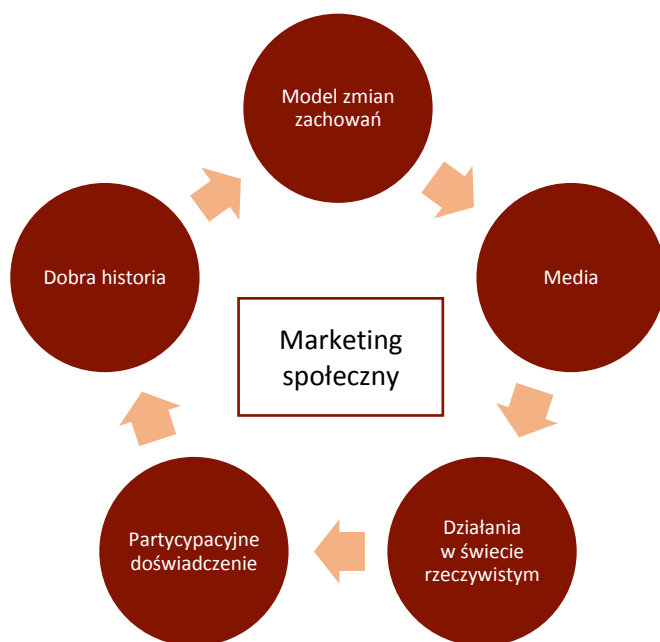 Model zmian
zachowań
Media
Działania
w świecie
rzeczywistym
Partycypacyjne
doświadczenie
Dobra historia
Marketing
społeczny